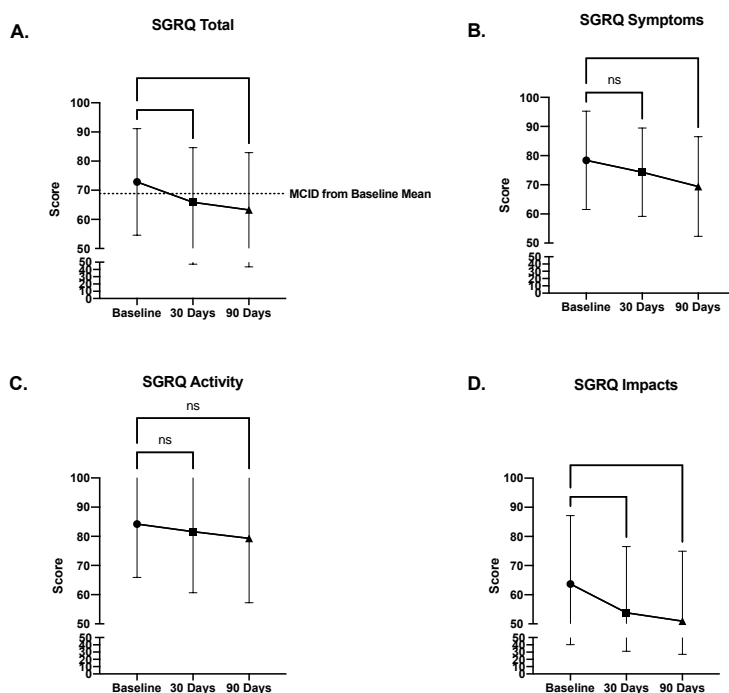 A.
SGRQ Total
100
90
80
70
60
50
50
40
30
20
10
0
Score
MCID from Baseline Mean
Baseline 30 Days 90 Days
B.
SGRQ Symptoms
ns
100
90
80
70
60
50
50
40
30
20
10
0
Score
Baseline 30 Days 90 Days
C.
SGRQ Activity
ns
ns
100
90
80
70
60
50
50
40
30
20
10
0
Score
Baseline 30 Days 90 Days
D.
SGRQ Impacts
100
90
80
70
60
50
50
40
30
20
10
0
Score
Baseline 30 Days 90 Days